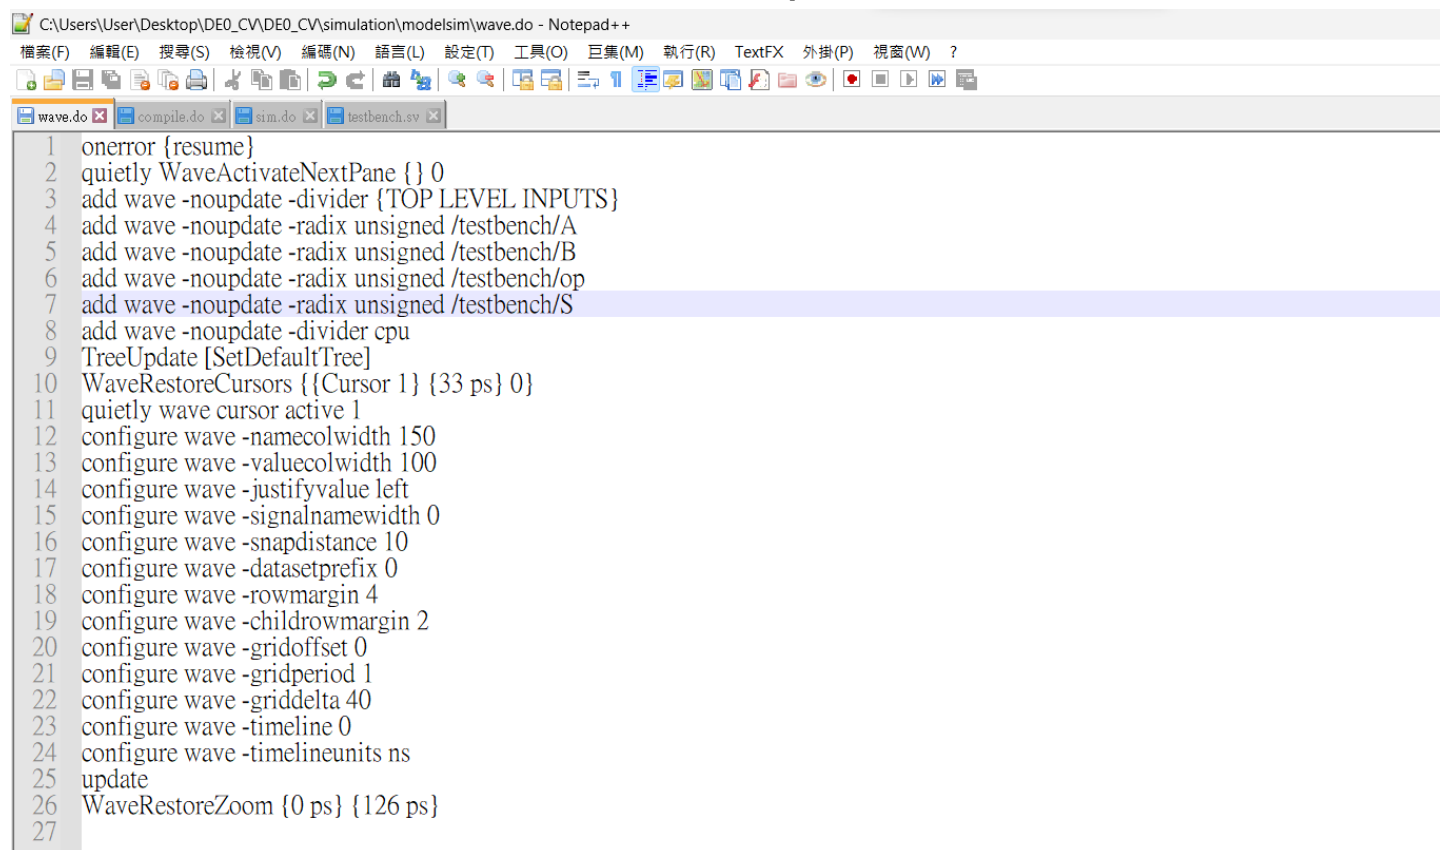 C:\Users\User\Desktop\DE0_CV\DE0_CV\simulation\modelsim\wave.do - Notepad++
檔案(F) 編輯(E) 搜尋(S) 檢視(V) 編碼(N) 語言(L) 設定(T) 工具(O) 巨集(M) 執行(R) TextFX 外掛(P) 視窗(W) ?
wave.do compile.do sim.do testbench.sv
1 onerror {resume}
2 quietly WaveActivateNextPane {} 0
3 add wave -noupdate -divider {TOP LEVEL INPUTS}
4 add wave -noupdate -radix unsigned /testbench/A
5 add wave -noupdate -radix unsigned /testbench/B
6 add wave -noupdate -radix unsigned /testbench/op
7 add wave -noupdate -radix unsigned /testbench/S
8 add wave -noupdate -divider cpu
9 TreeUpdate [SetDefaultTree]
10 WaveRestoreCursors {{Cursor 1} {33 ps} 0}
11 quietly wave cursor active 1
12 configure wave -namecolwidth 150
13 configure wave -valuecolwidth 100
14 configure wave -justifyvalue left
15 configure wave -signalnamewidth 0
16 configure wave -snapdistance 10
17 configure wave -datasetprefix 0
18 configure wave -rowmargin 4
19 configure wave -childrowmargin 2
20 configure wave -gridoffset 0
21 configure wave -gridperiod 1
22 configure wave -griddelta 40
23 configure wave -timeline 0
24 configure wave -timelineunits ns
25 update
26 WaveRestoreZoom {0 ps} {126 ps}
27